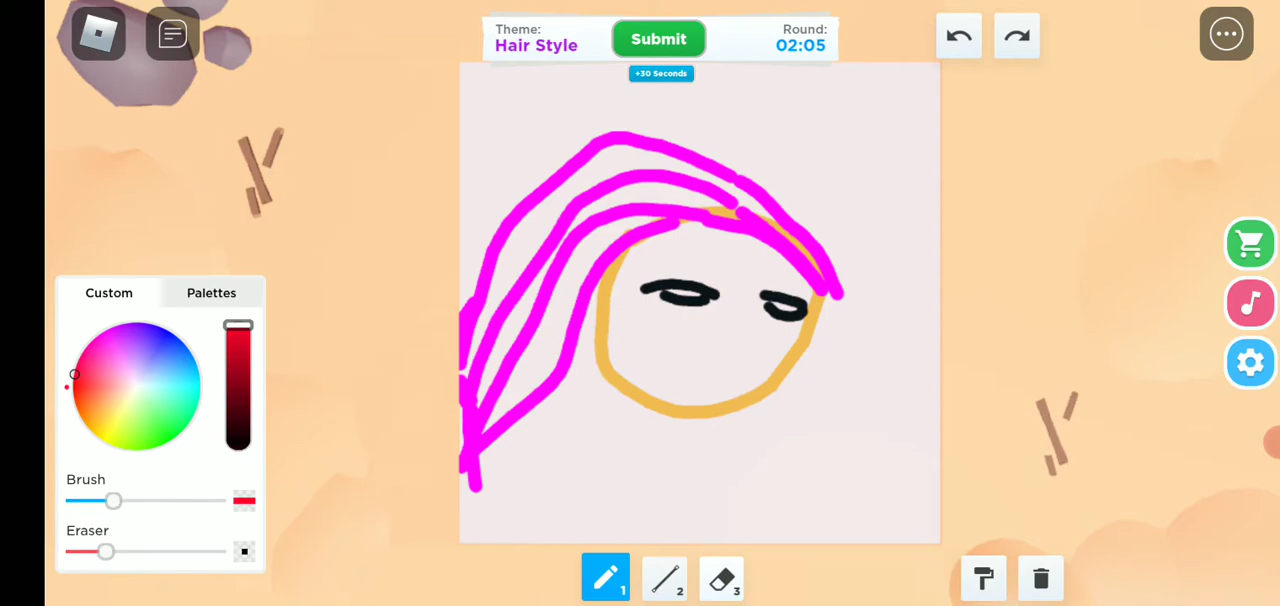 Theme:
Hair Style
Submit
Round:
02:05
+30 Seconds
Custom
Palettes
Brush
Eraser
1
2
3